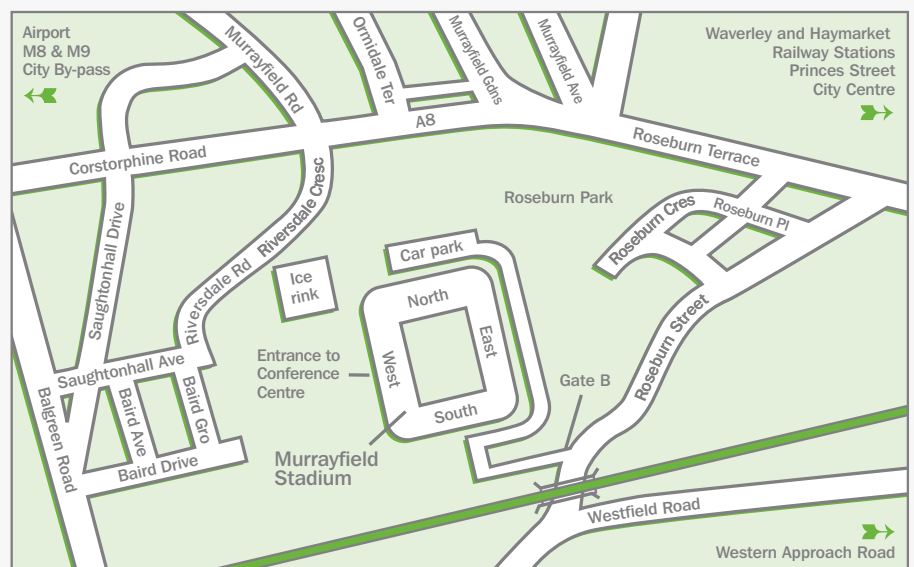 Airport
M8 & M9
City By-pass
Murrayfield Rd
Ormidale Ter
Murrayfield Gdns
Murrayfield Ave
Waverley and Haymarket
Railway Stations
Princes Street
City Centre
A8
Corstorphine Road
Roseburn Terrace
Roseburn Park
Roseburn Cres
Roseburn Pl
Riversdale Cresc
Riversdale Rd
Saughtonhall Drive
Car park
Ice
rink
North
East
West
South
Entrance to
Conference
Centre
Murrayfield
Stadium
Gate B
Roseburn Street
Saughtonhall Ave
Balgreen Road
Baird Ave
Baird Gro
Baird Drive
Westfield Road
Western Approach Road